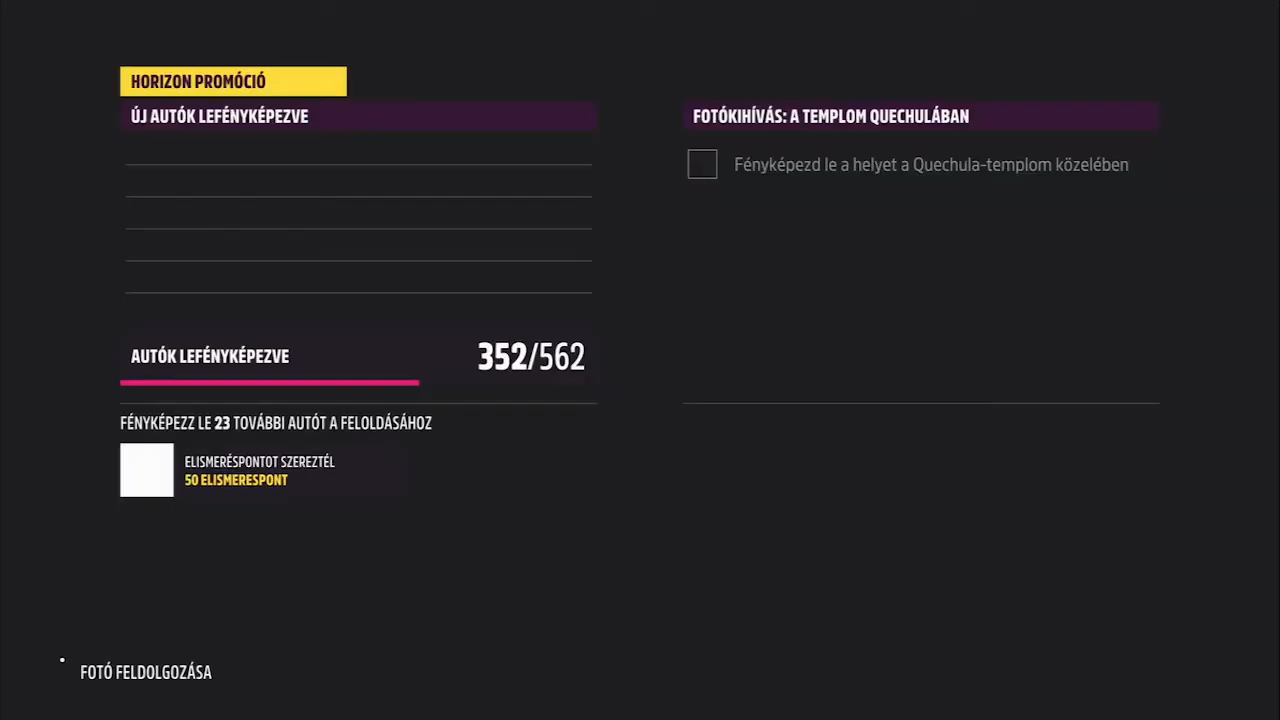 HORIZON PROMÓCIÓ
ÚJ AUTÓK LEFÉNYKÉPEZVE
AUTÓK LEFÉNYKÉPEZVE 352/562
FÉNYKÉPEZZ LE 23 TOVÁBBI AUTÓT A FELOLDÁSÁHOZ
ELISMERÉSPONTOT SZEREZTÉL
50 ELISMERESPONT
FOTÓKIHÍVÁS: A TEMPLOM QUECHULÁBAN
Fényképezd le a helyet a Quechula-templom közelében
FOTÓ FELDOLGOZÁSA